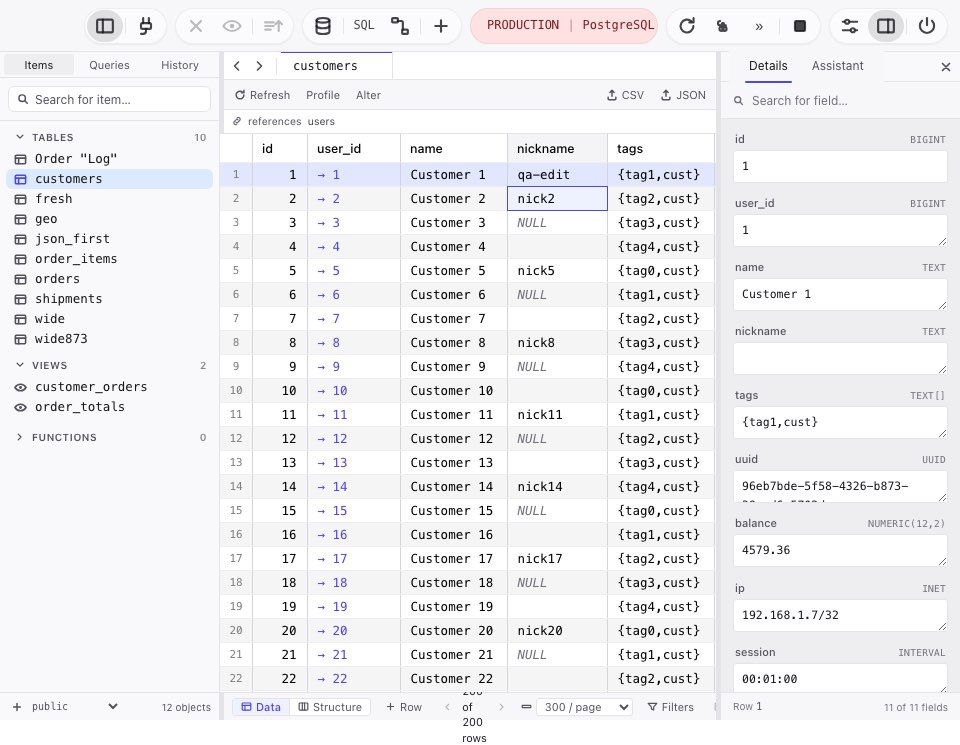 SQL
PRODUCTION | PostgreSQL
»
Items Queries History
Search for item...
TABLES 10
Order "Log"
customers
fresh
geo
json_first
order_items
orders
shipments
wide
wide873
VIEWS 2
customer_orders
order_totals
FUNCTIONS 0
public 12 objects
customers
Refresh Profile Alter CSV JSON
references users
id user_id name nickname tags
1 1 → 1 Customer 1 qa-edit {tag1,cust}
2 2 → 2 Customer 2 nick2 {tag2,cust}
3 3 → 3 Customer 3 NULL {tag3,cust}
4 4 → 4 Customer 4 {tag4,cust}
5 5 → 5 Customer 5 nick5 {tag0,cust}
6 6 → 6 Customer 6 NULL {tag1,cust}
7 7 → 7 Customer 7 {tag2,cust}
8 8 → 8 Customer 8 nick8 {tag3,cust}
9 9 → 9 Customer 9 NULL {tag4,cust}
10 10 → 10 Customer 10 {tag0,cust}
11 11 → 11 Customer 11 nick11 {tag1,cust}
12 12 → 12 Customer 12 NULL {tag2,cust}
13 13 → 13 Customer 13 {tag3,cust}
14 14 → 14 Customer 14 nick14 {tag4,cust}
15 15 → 15 Customer 15 NULL {tag0,cust}
16 16 → 16 Customer 16 {tag1,cust}
17 17 → 17 Customer 17 nick17 {tag2,cust}
18 18 → 18 Customer 18 NULL {tag3,cust}
19 19 → 19 Customer 19 {tag4,cust}
20 20 → 20 Customer 20 nick20 {tag0,cust}
21 21 → 21 Customer 21 NULL {tag1,cust}
22 22 → 22 Customer 22 {tag2,cust}
Data Structure + Row 200 of 200 rows 300 / page Filters
Details Assistant
Search for field...
id BIGINT
1
user_id BIGINT
1
name TEXT
Customer 1
nickname TEXT
tags TEXT[]
{tag1,cust}
uuid UUID
96eb7bde-5f58-4326-b873-
balance NUMERIC(12,2)
4579.36
ip INET
192.168.1.7/32
session INTERVAL
00:01:00
Row 1 11 of 11 fields